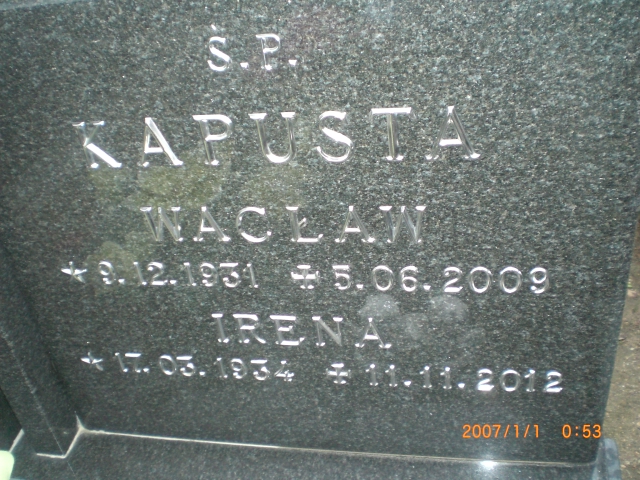 Ś.P.
KAPUSTA
WACŁAW
★ 9.12.1931 ✝ 5.06.2009
IRENA
★ 17.03.1934 ✝ 11.11.2012
2007/1/1 0:53